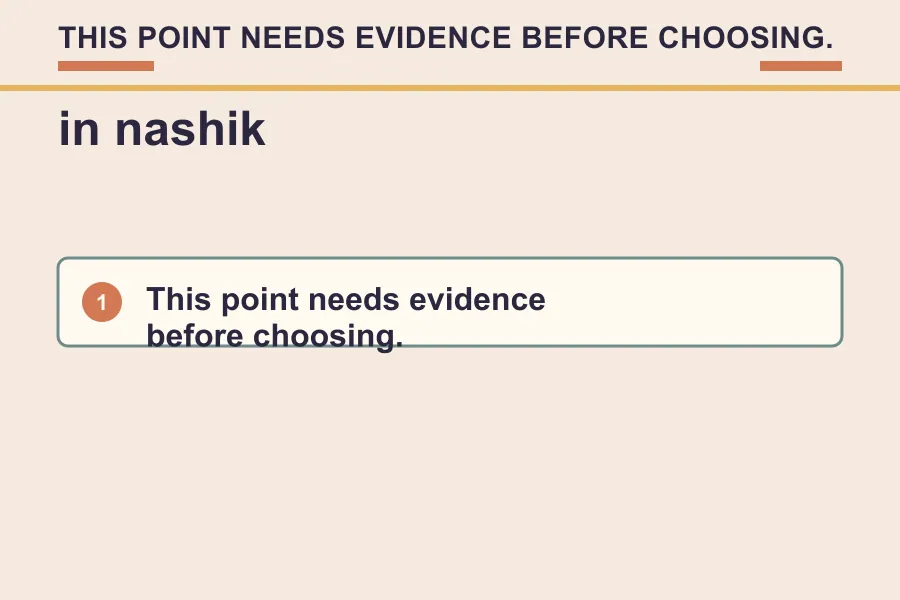 THIS POINT NEEDS EVIDENCE BEFORE CHOOSING.
in nashik
1
This point needs evidence
before choosing.